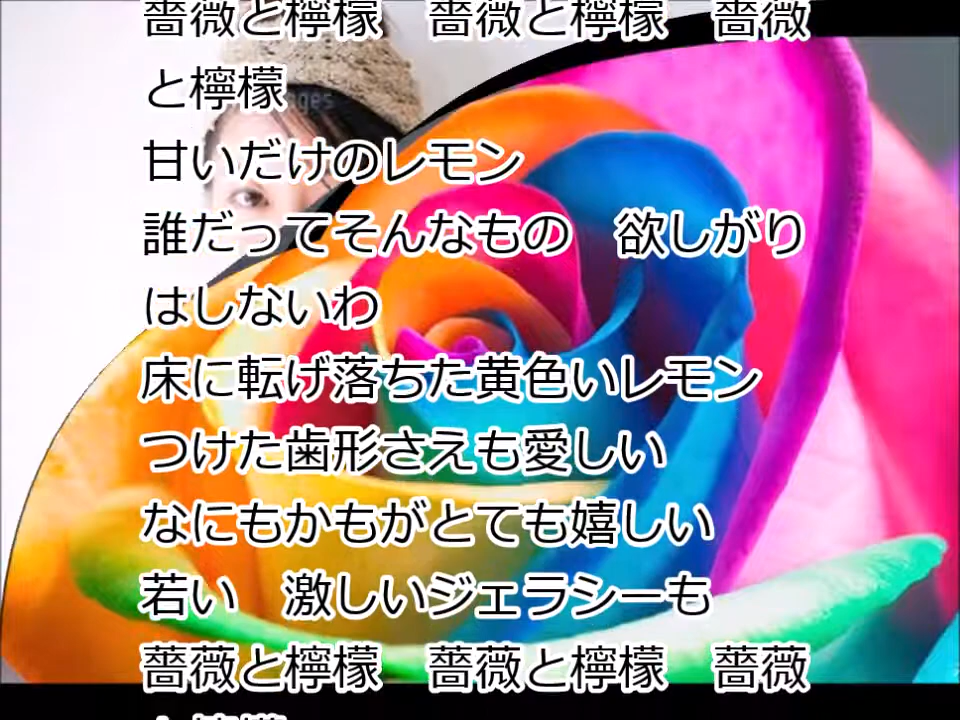 薔薇と檸檬　薔薇と檸檬　薔薇
と檸檬
甘いだけのレモン
誰だってそんなもの　欲しがり
はしないわ
床に転げ落ちた黄色いレモン
つけた歯形さえも愛しい
なにもかもがとても嬉しい
若い　激しいジェラシーも
薔薇と檸檬　薔薇と檸檬　薔薇